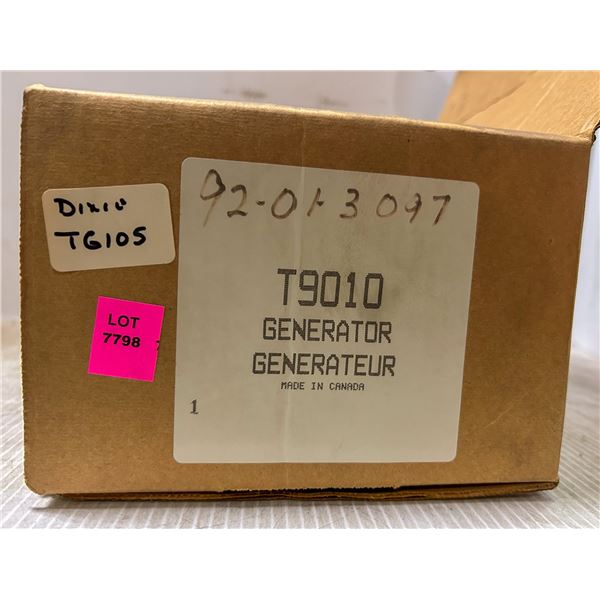 92-01-3097
Dixie
TG105
T9010
GENERATOR
GENERATEUR
MADE IN CANADA
1
LOT
7798